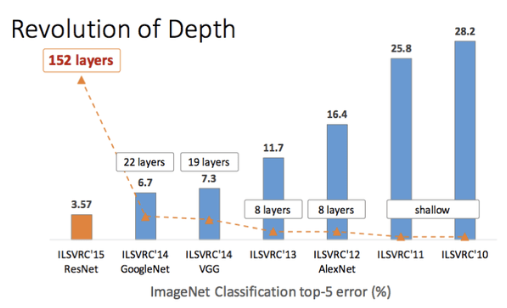 Revolution of Depth
152 layers
28.2
25.8
16.4
11.7
22 layers
19 layers
6.7
7.3
3.57
8 layers
8 layers
shallow
ILSVRC'15
ResNet
ILSVRC'14
GoogleNet
ILSVRC'14
VGG
ILSVRC'13
ILSVRC'12
AlexNet
ILSVRC'11
ILSVRC'10
ImageNet Classification top-5 error (%)